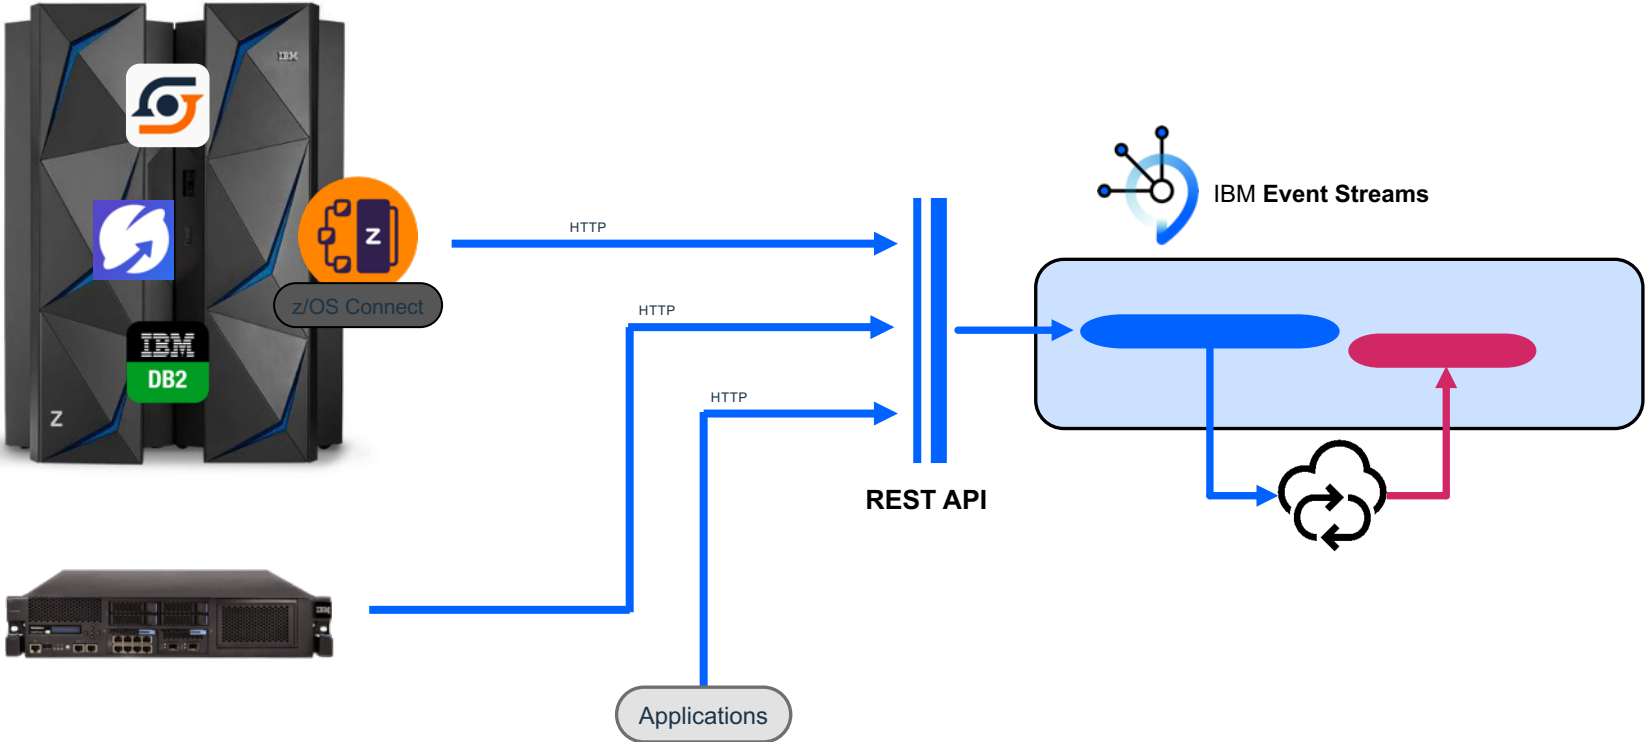 IBM
Z
z/OS Connect
IBM
DB2
Z
HTTP
HTTP
HTTP
REST API
IBM Event Streams
IBM
Applications